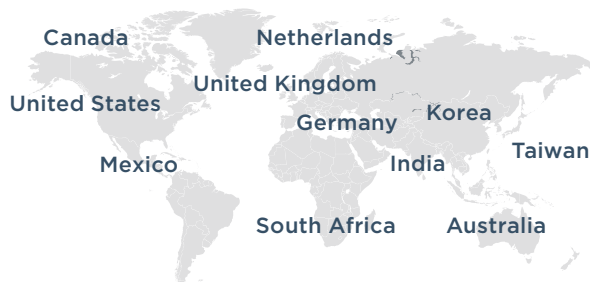 Canada
Netherlands
United Kingdom
United States
Germany
Korea
Taiwan
Mexico
India
South Africa
Australia